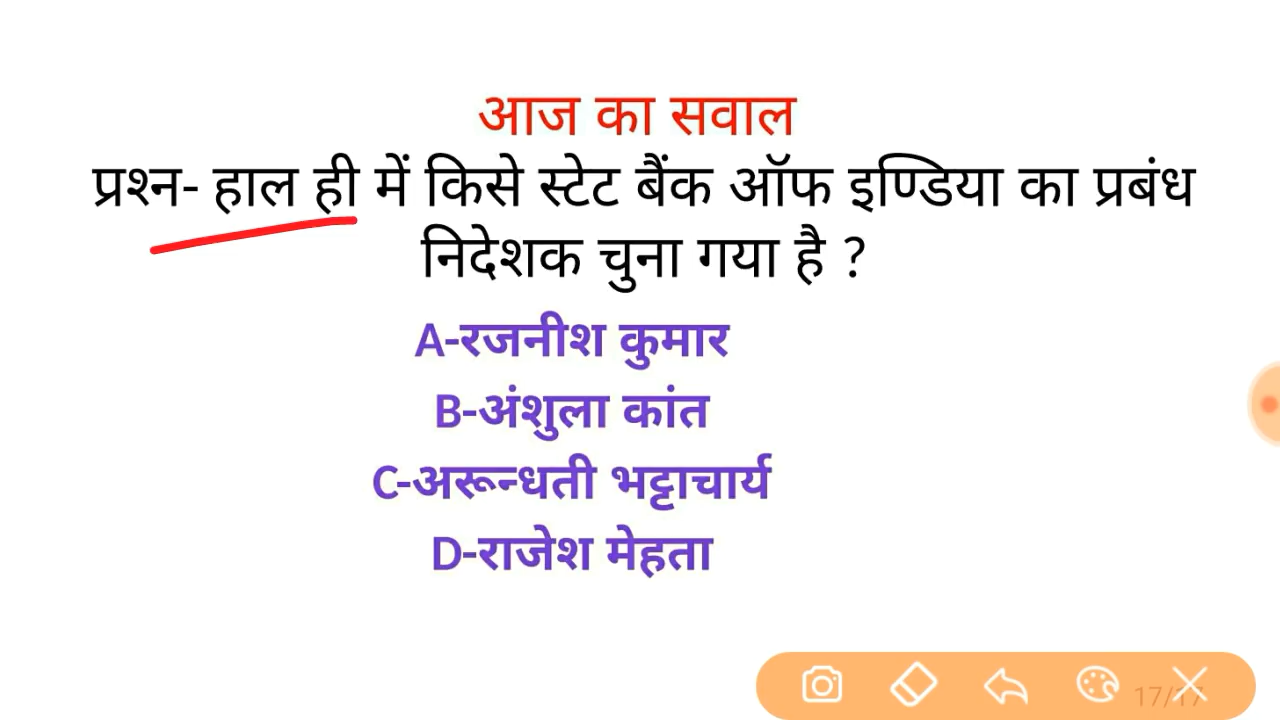 आज का सवाल
प्रश्न- हाल ही में किसे स्टेट बैंक ऑफ इण्डिया का प्रबंध
निदेशक चुना गया है ?
A-रजनीश कुमार
B-अंशुला कांत
C-अरून्धती भट्टाचार्य
D-राजेश मेहता
17/17